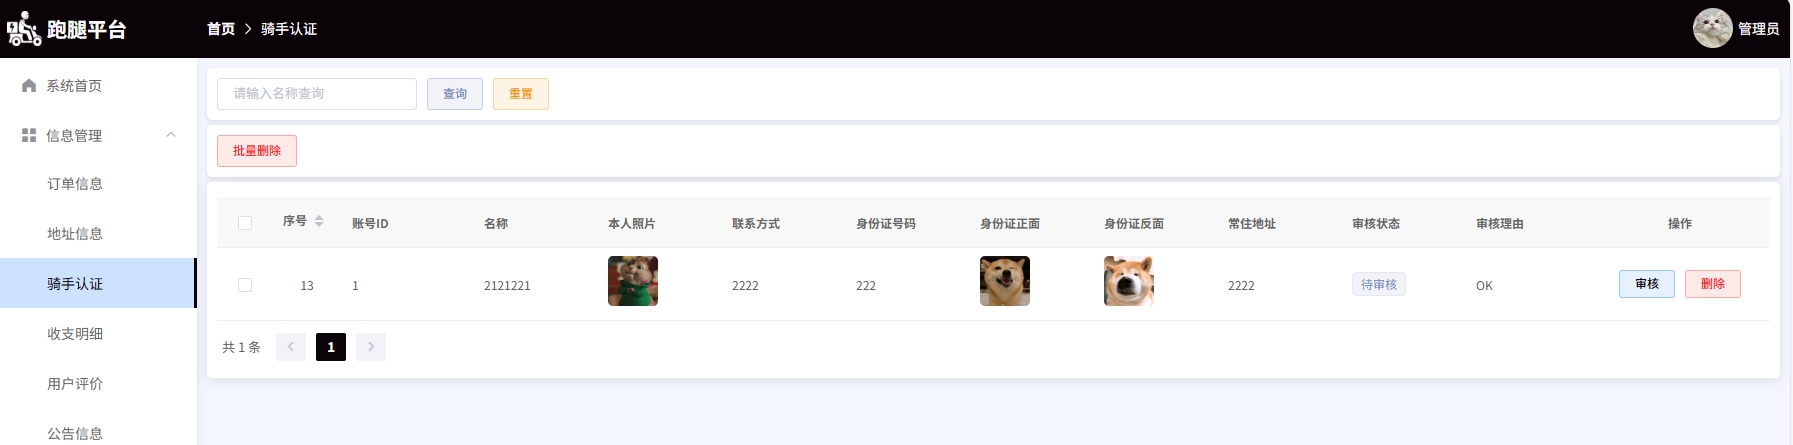 跑腿平台
首页 > 骑手认证
管理员
系统首页
信息管理
订单信息
地址信息
骑手认证
收支明细
用户评价
公告信息
请输入名称查询 查询 重置
批量删除
序号 账号ID 名称 本人照片 联系方式 身份证号码 身份证正面 身份证反面 常住地址 审核状态 审核理由 操作
13 1 2121221 2222 222 2222 待审核 OK 审核 删除
共 1 条 < 1 >